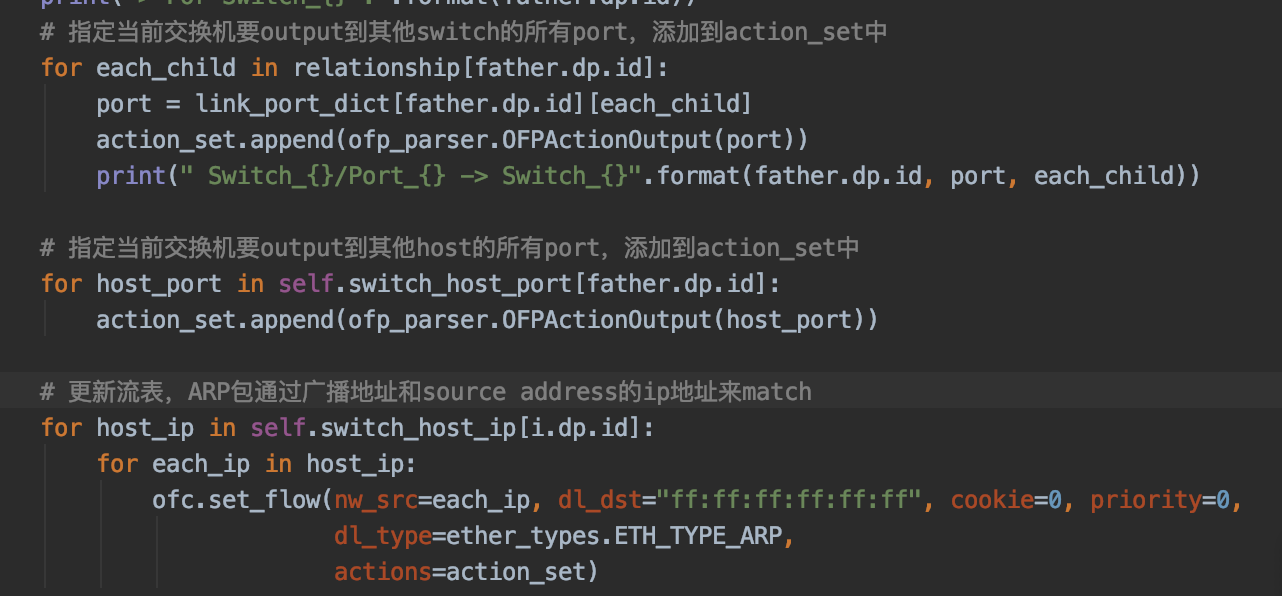 print("> For Switch_{}:".format(father.dp.id))
# 指定当前交换机要output到其他switch的所有port，添加到action_set中
for each_child in relationship[father.dp.id]:
port = link_port_dict[father.dp.id][each_child]
action_set.append(ofp_parser.OFPActionOutput(port))
print(" Switch_{}/Port_{} -> Switch_{}".format(father.dp.id, port, each_child))
# 指定当前交换机要output到其他host的所有port，添加到action_set中
for host_port in self.switch_host_port[father.dp.id]:
action_set.append(ofp_parser.OFPActionOutput(host_port))
# 更新流表，ARP包通过广播地址和source address的ip地址来match
for host_ip in self.switch_host_ip[i.dp.id]:
for each_ip in host_ip:
ofc.set_flow(nw_src=each_ip, dl_dst="ff:ff:ff:ff:ff:ff", cookie=0, priority=0,
dl_type=ether_types.ETH_TYPE_ARP,
actions=action_set)